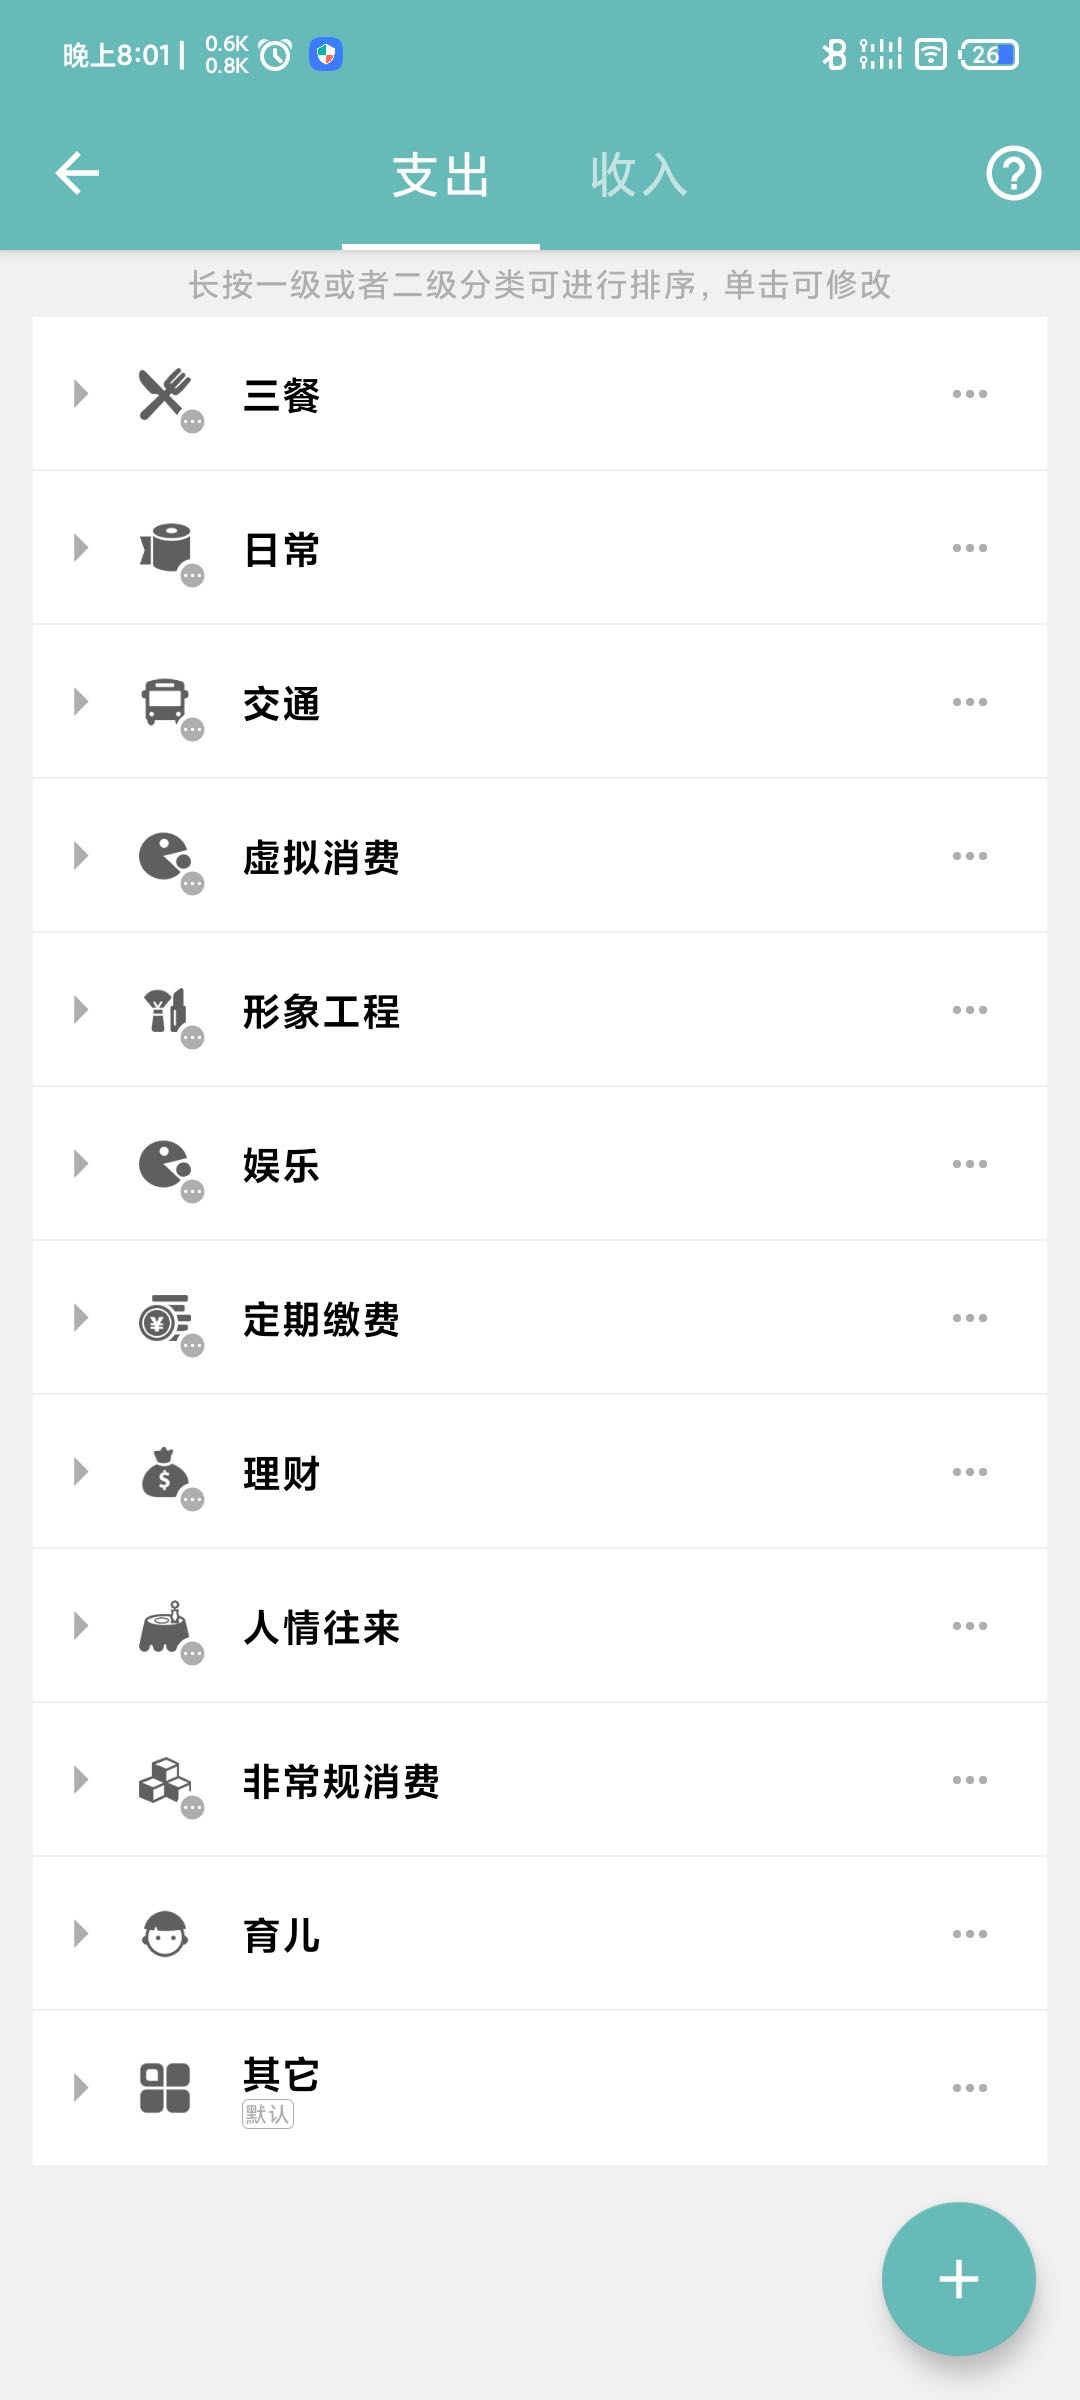 晚上8:01 | 0.6K
0.8K
26
支出 收入
长按一级或者二级分类可进行排序, 单击可修改
三餐
日常
交通
虚拟消费
形象工程
娱乐
定期缴费
理财
人情往来
非常规消费
育儿
其它
默认